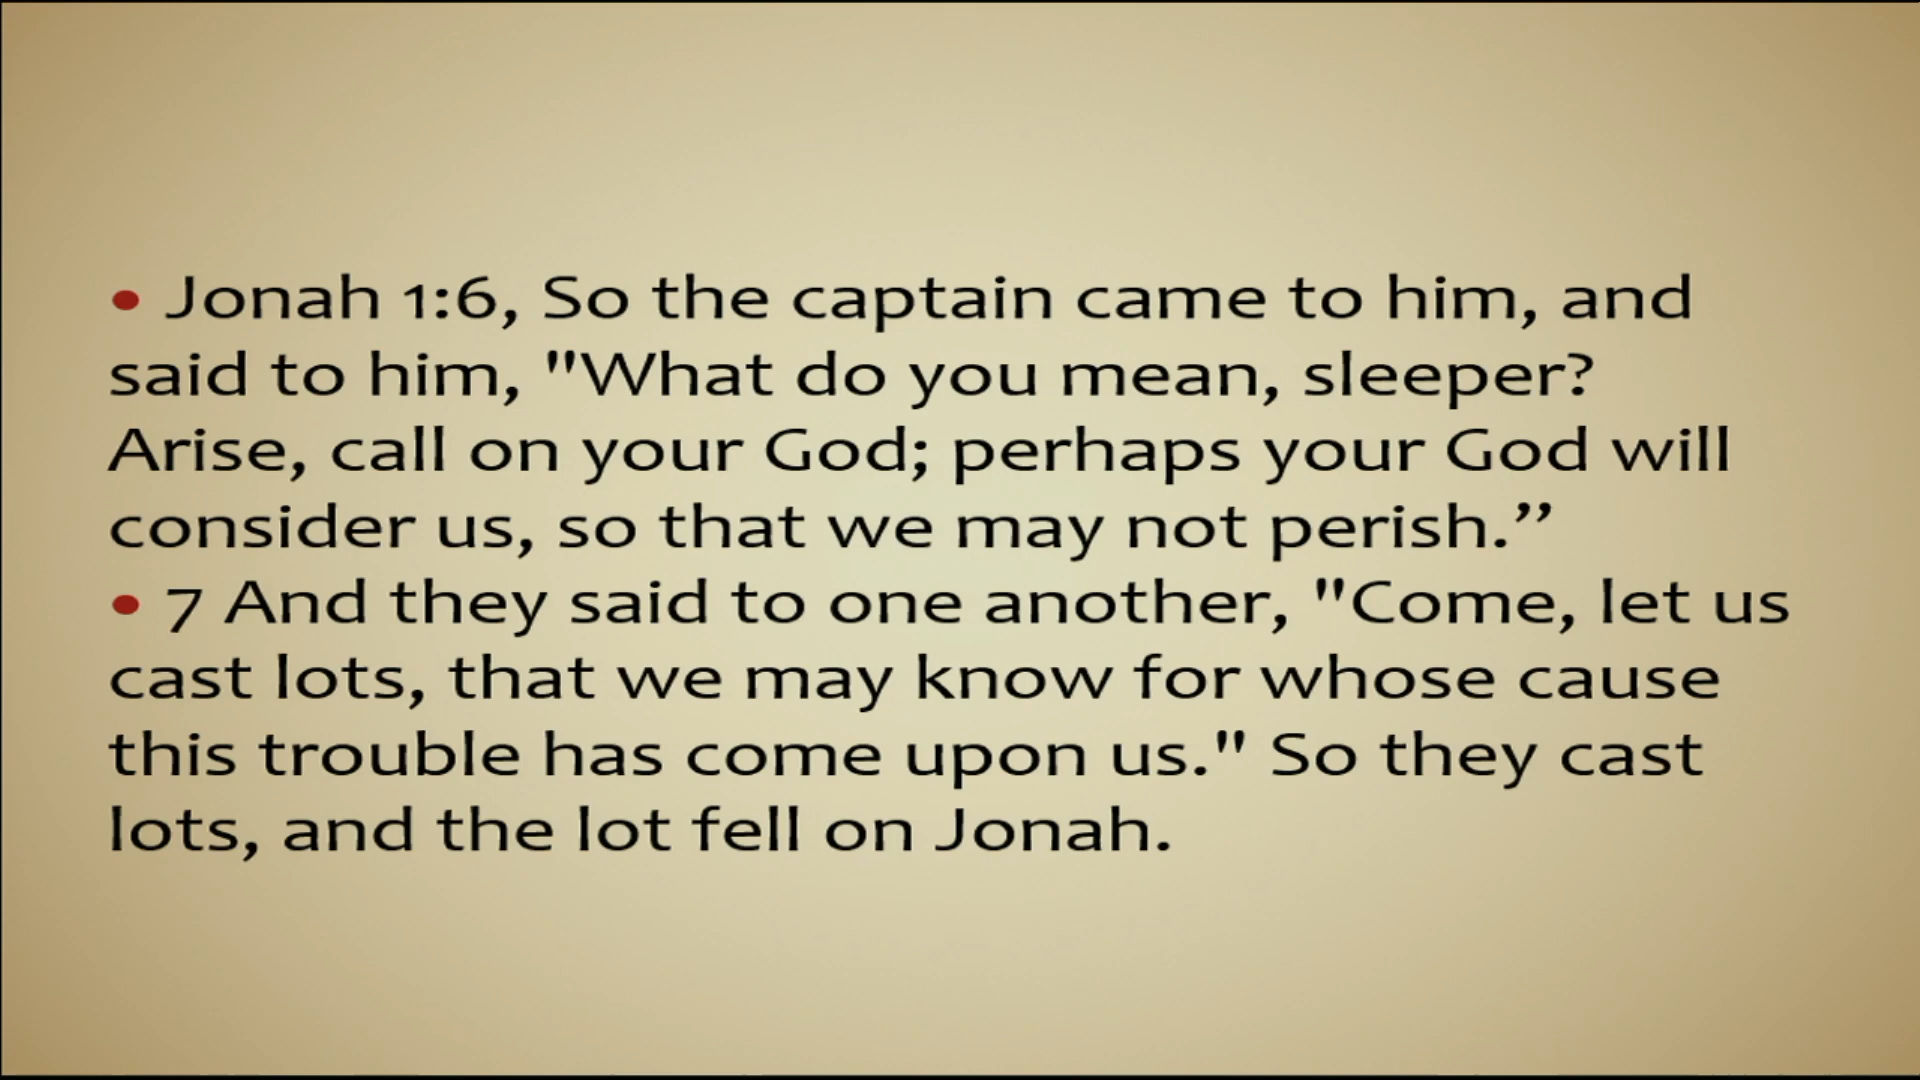 • Jonah 1:6, So the captain came to him, and
said to him, "What do you mean, sleeper?
Arise, call on your God; perhaps your God will
consider us, so that we may not perish.”
• 7 And they said to one another, "Come, let us
cast lots, that we may know for whose cause
this trouble has come upon us." So they cast
lots, and the lot fell on Jonah.